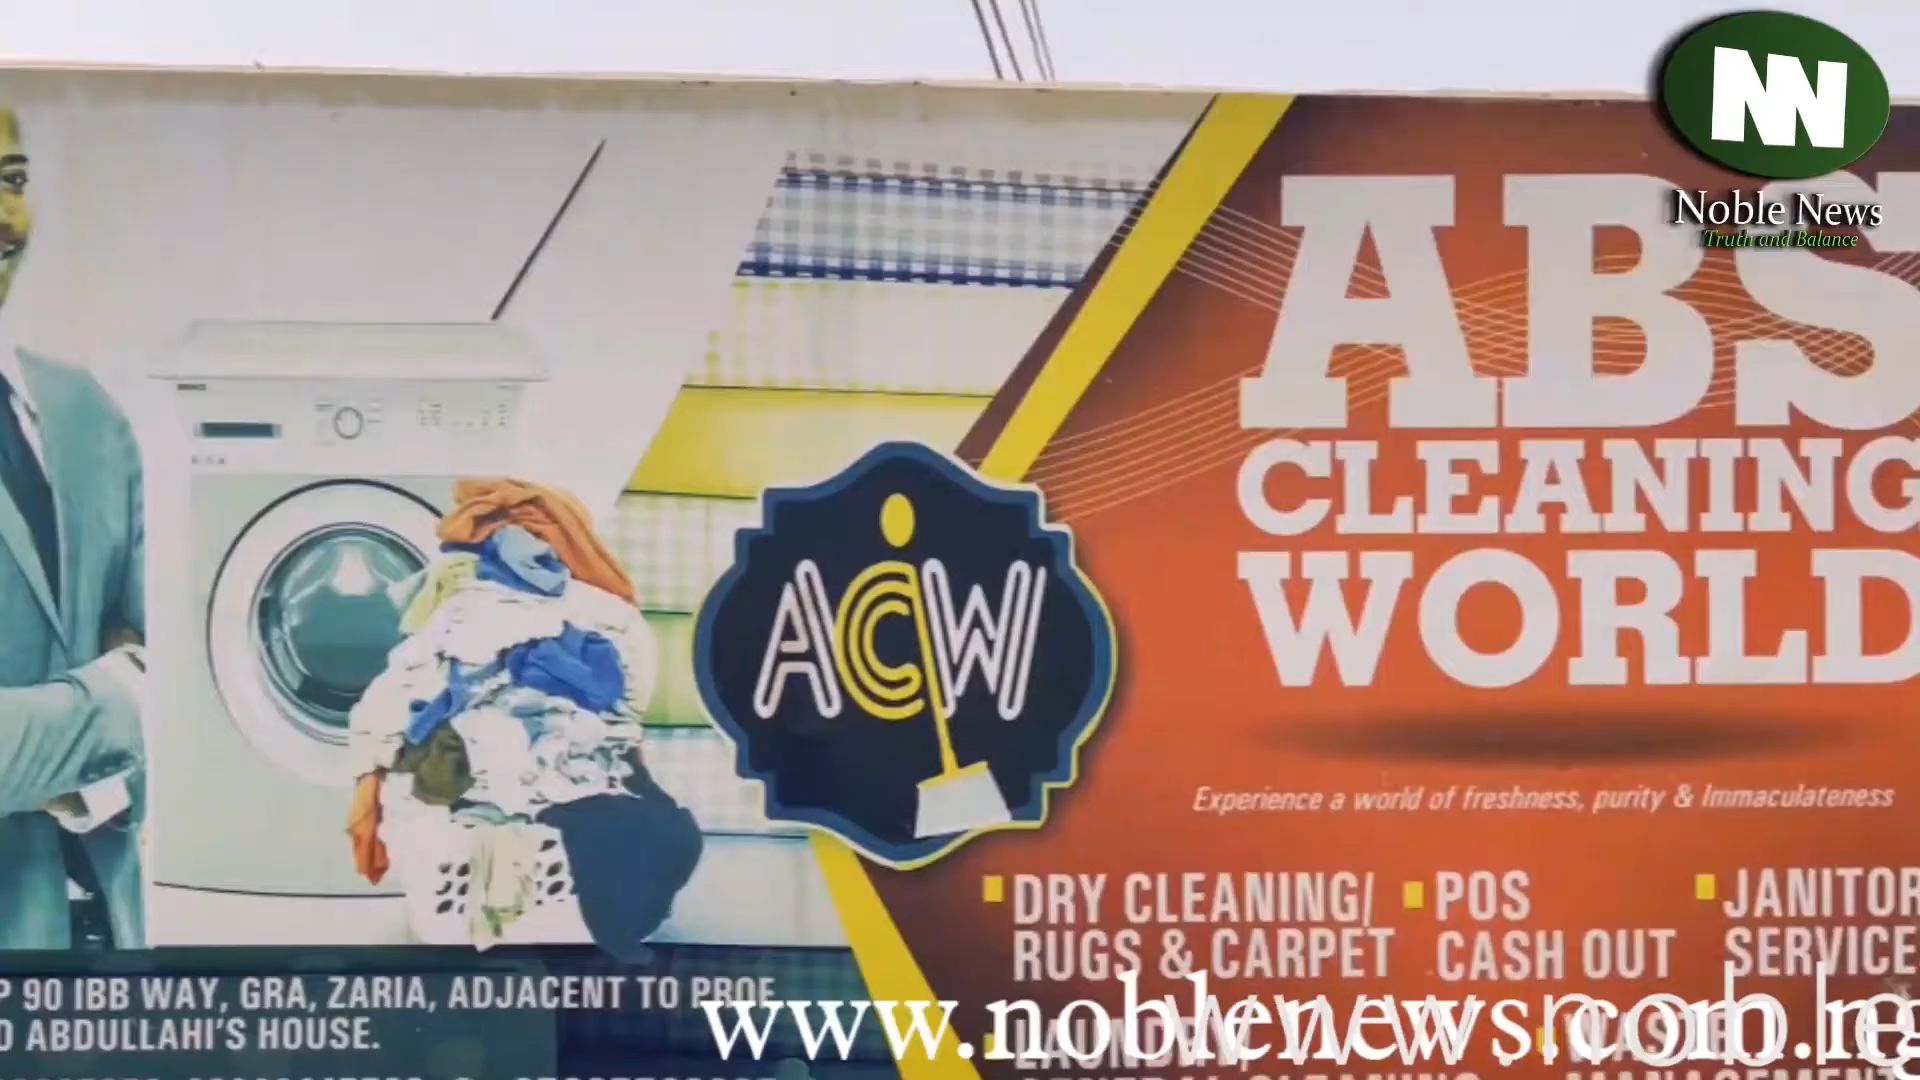 NN
Noble News
Truth and Balance
ABS
CLEANING
WORLD
ACW
Experience a world of freshness, purity & Immaculateness
DRY CLEANING/
RUGS & CARPET
POS
CASH OUT
JANITOR
SERVICE
P 90 IBB WAY, GRA, ZARIA, ADJACENT TO PROF
O ABDULLAHI'S HOUSE.
www.noblenews.com.ng
LAUNDRY,